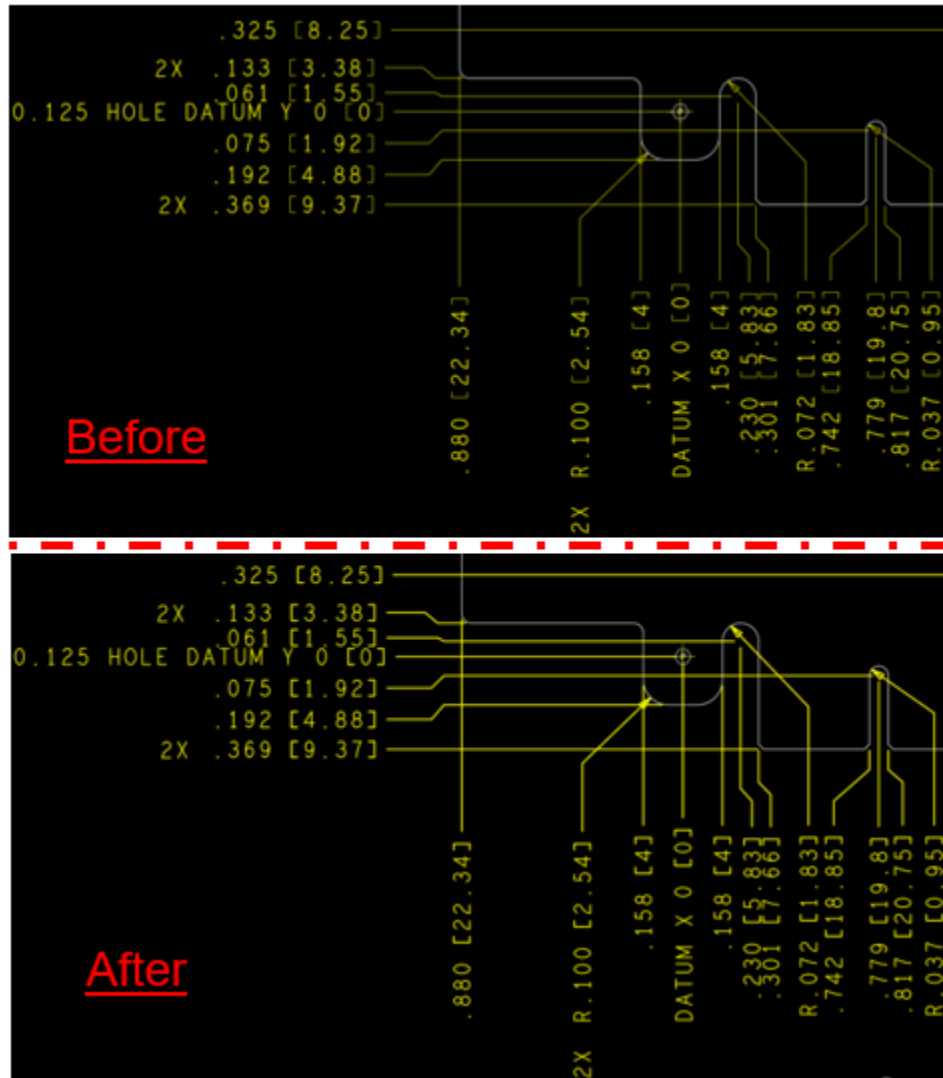 .325 [8.25]
2X .133 [3.38]
.061 [1.55]
0.125 HOLE DATUM Y 0 [0]
.075 [1.92]
.192 [4.88]
2X .369 [9.37]
.880 [22.34]
2X R.100 [2.54]
.158 [4]
DATUM X 0 [0]
.158 [4]
.230 [5.83]
.301 [7.66]
R.072 [1.83]
.742 [18.85]
.779 [19.8]
.817 [20.75]
R.037 [0.95]
Before
.325 [8.25]
2X .133 [3.38]
.061 [1.55]
0.125 HOLE DATUM Y 0 [0]
.075 [1.92]
.192 [4.88]
2X .369 [9.37]
.880 [22.34]
2X R.100 [2.54]
.158 [4]
DATUM X 0 [0]
.158 [4]
.230 [5.83]
.301 [7.66]
R.072 [1.83]
.742 [18.85]
.779 [19.8]
.817 [20.75]
R.037 [0.95]
After